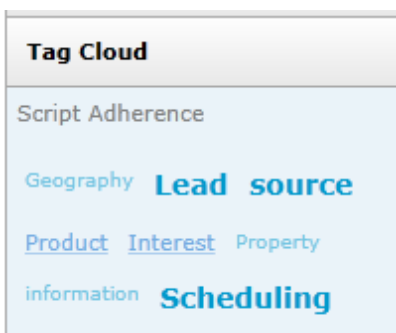 Tag Cloud
Script Adherence
Geography Lead source
Product Interest Property
information Scheduling